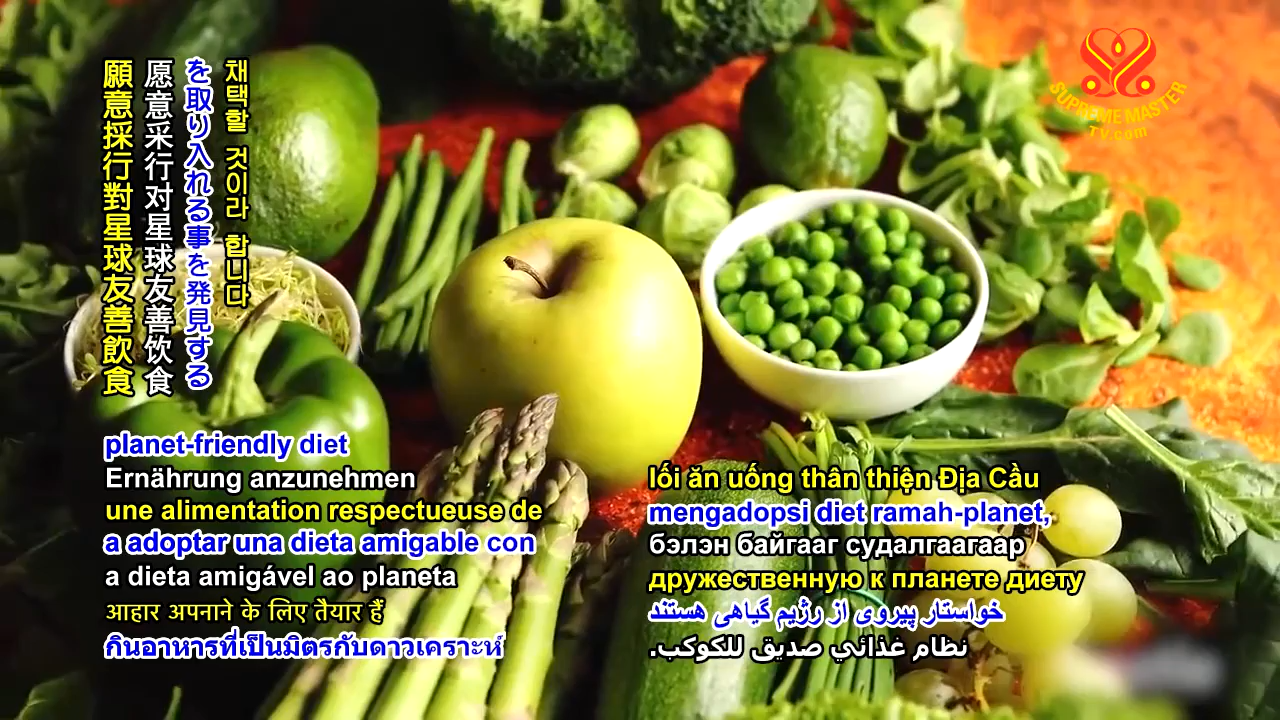 願意採行對星球友善飲食
愿意采行对星球友善饮食
を取り入れる事を発見する
채택할 것이라 합니다
SUPREME MASTER
TV.com
planet-friendly diet
Ernährung anzunehmen
une alimentation respectueuse de
a adoptar una dieta amigable con
a dieta amigável ao planeta
आहार अपनाने के लिए तैयार हैं
กินอาหารที่เป็นมิตรกับดาวเคราะห์
lối ăn uống thân thiện Địa Cầu
mengadopsi diet ramah-planet,
бэлэн байгааг судалгаагаар
дружественную к планете диету
خواستار پیروی از رژیم گیاهی هستند
نظام غذائي صديق للكوكب.